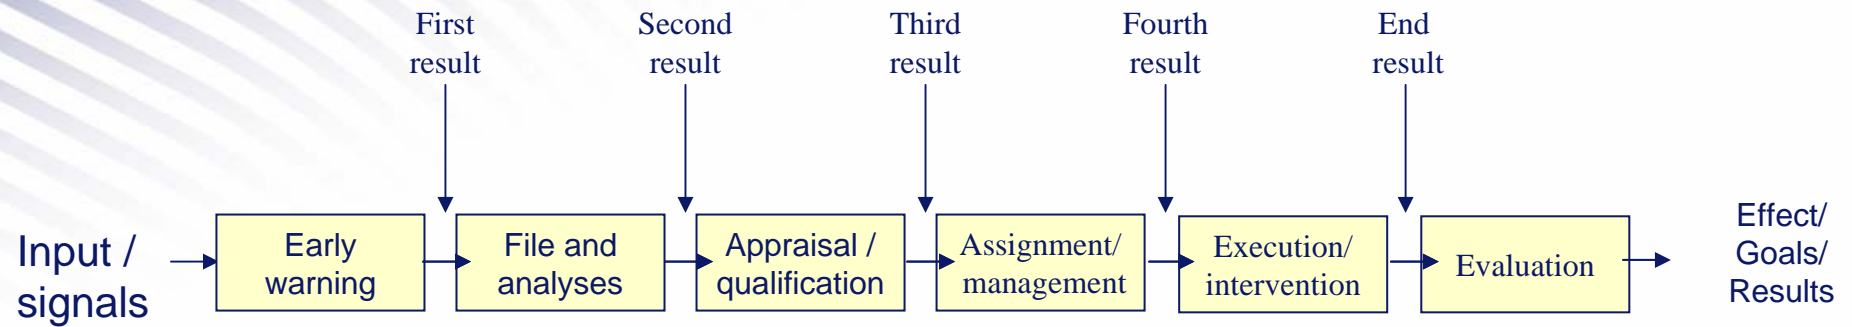 First
result
Second
result
Third
result
Fourth
result
End
result
Input /
signals
Early
warning
File and
analyses
Appraisal /
qualification
Assignment/
management
Execution/
intervention
Evaluation
Effect/
Goals/
Results